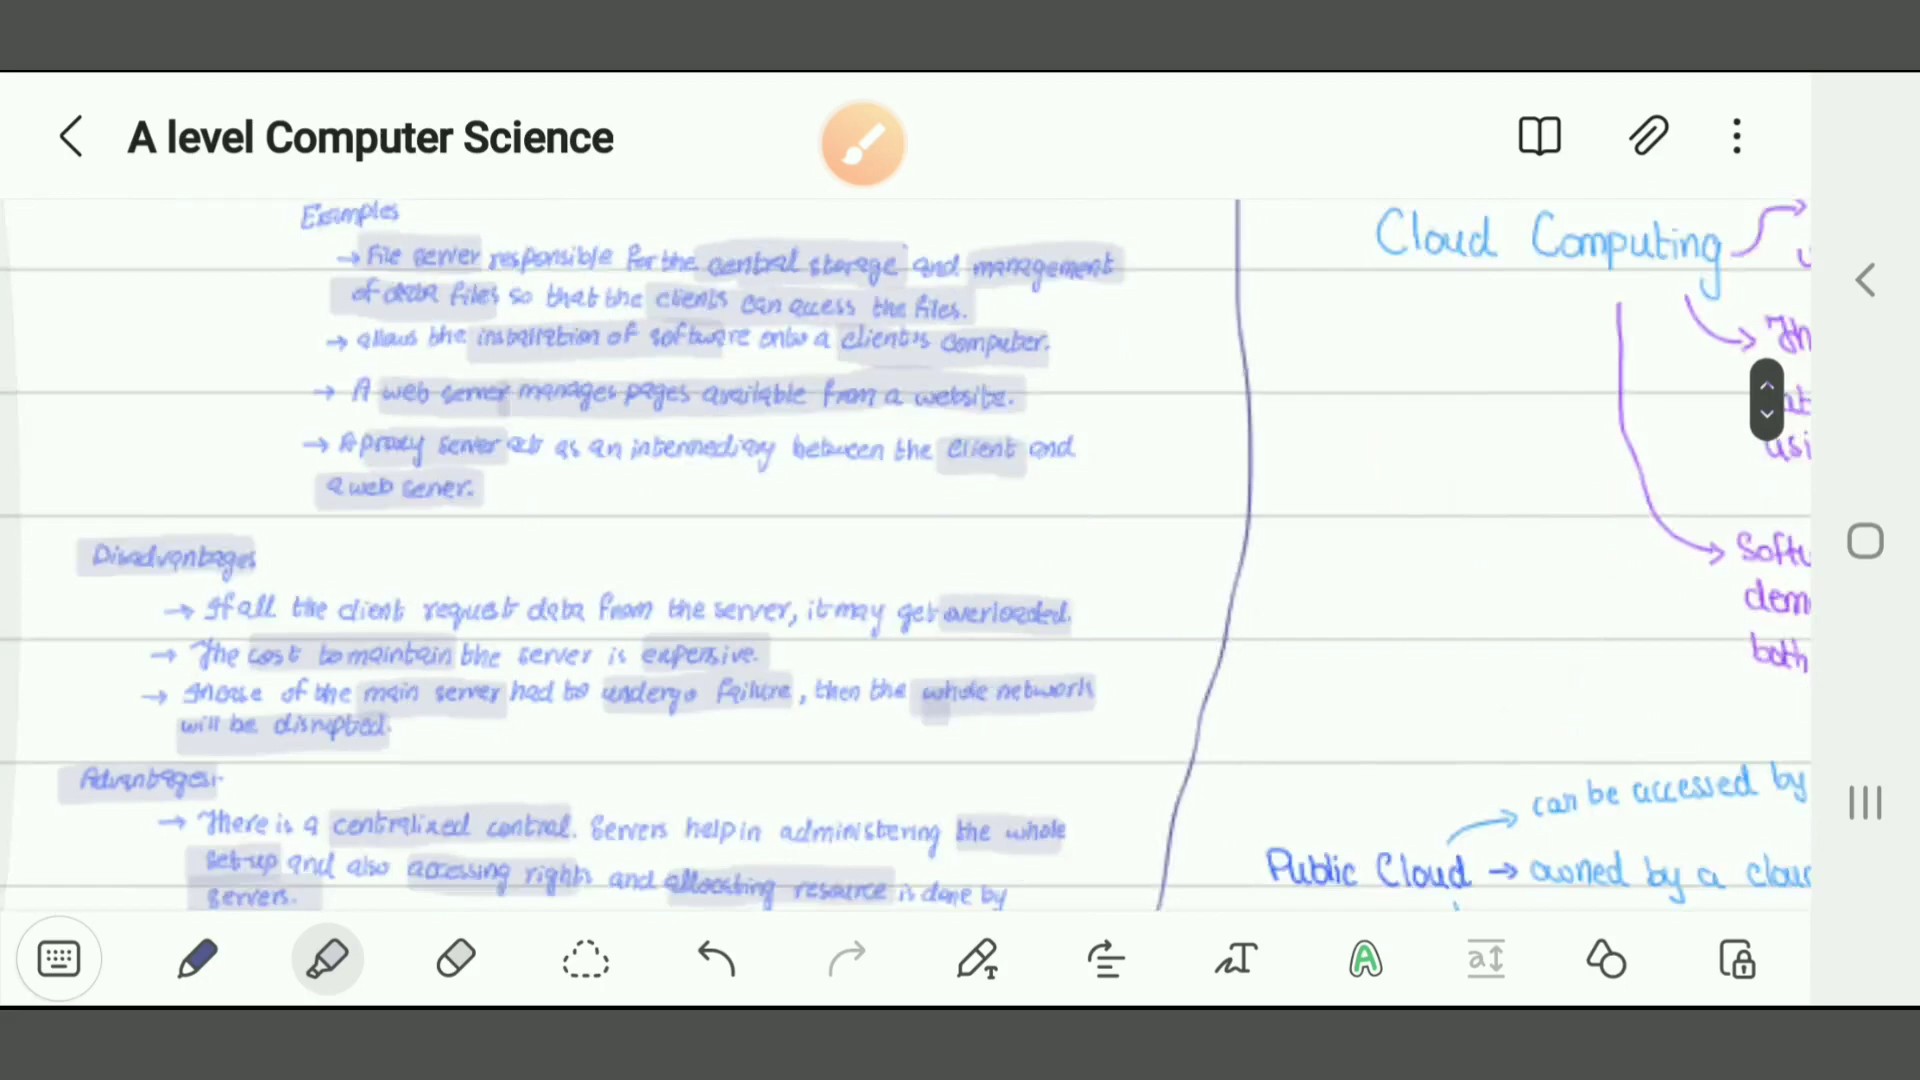 A level Computer Science
Examples
→ File server responsible for the central storage and management
of data files so that the clients can access the files.
→ allows the installation of software onto a client's computer.
→ A web server manages pages available from a website.
→ A proxy server acts as an intermediary between the client and
a web server.
Disadvantages
→ If all the client request data from the server, it may get overloaded.
→ The cost to maintain the server is expensive.
→ In case of the main server had to undergo failure, then the whole network
will be disrupted.
Advantages:-
→ There is a centralized control. Servers help in administering the whole
set-up and also accessing rights and allocating resource is done by
servers.
Cloud Computing
Th
at
usi
Softw
dem
both
can be accessed by
Public Cloud → owned by a clou